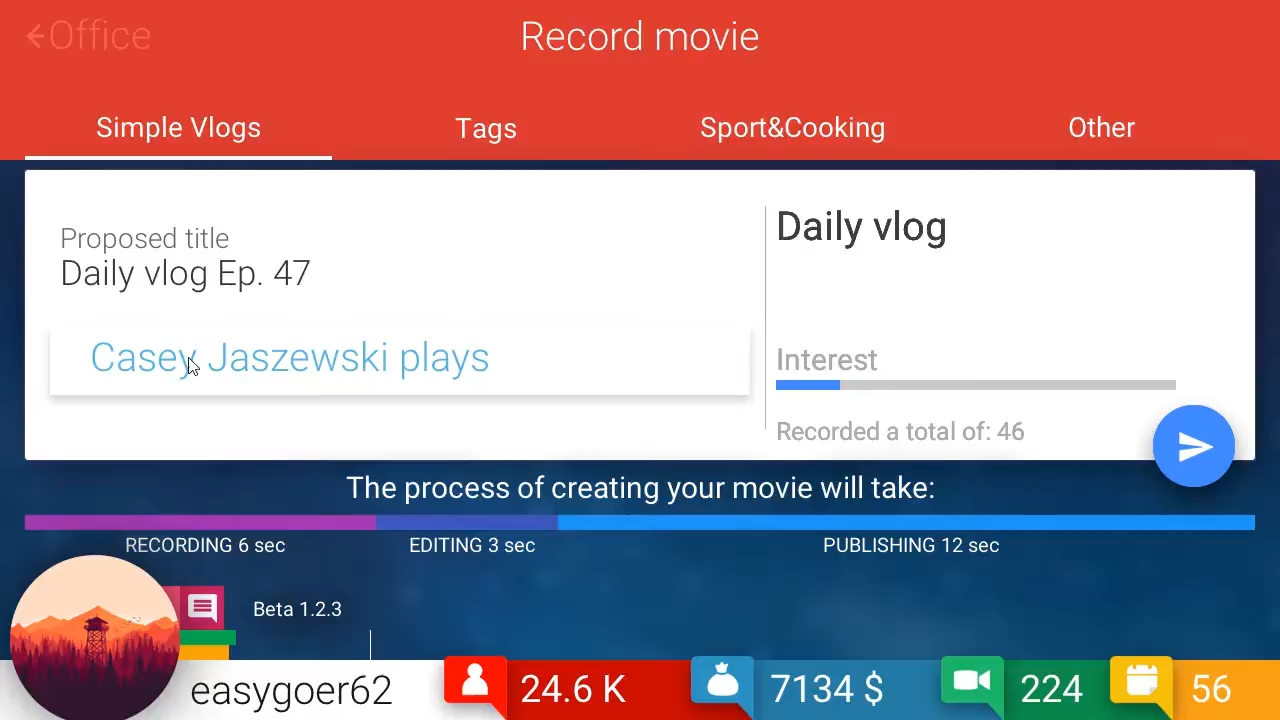 Office
Record movie
Simple Vlogs
Tags
Sport&Cooking
Other
Proposed title
Daily vlog Ep. 47
Casey Jaszewski plays
Daily vlog
Interest
Recorded a total of: 46
The process of creating your movie will take:
RECORDING 6 sec
EDITING 3 sec
PUBLISHING 12 sec
Beta 1.2.3
easygoer62
24.6 K
7134 $
224
56